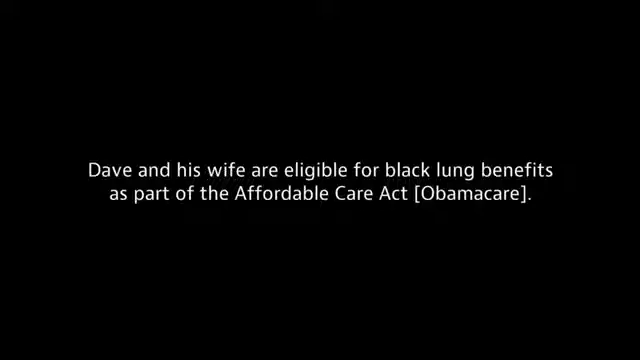 Dave and his wife are eligible for black lung benefits
as part of the Affordable Care Act [Obamacare].